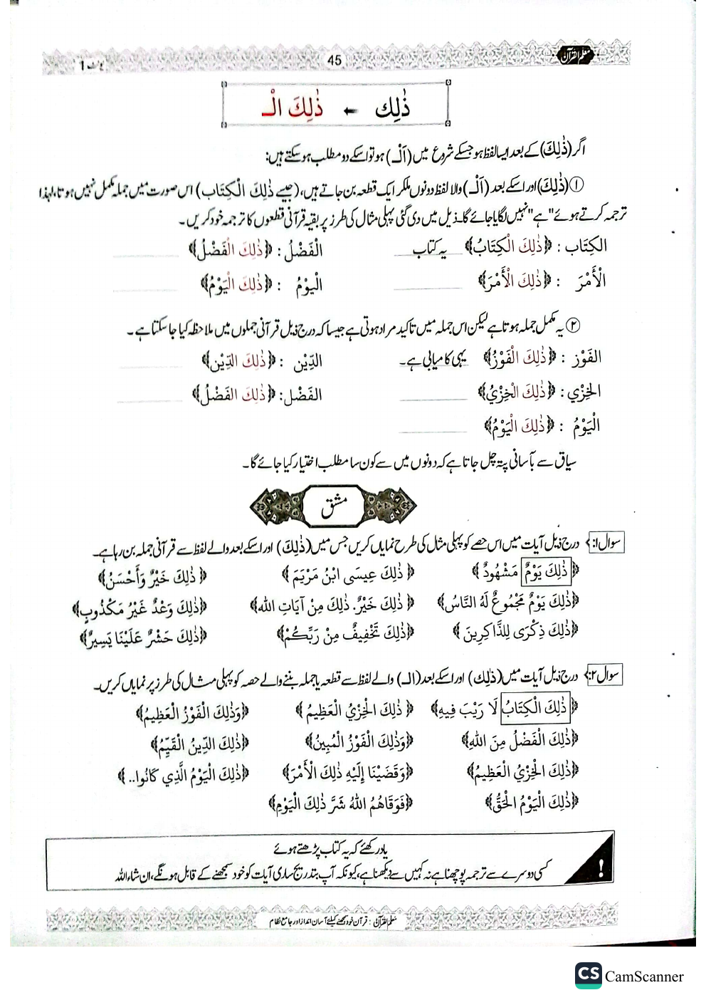 معلم القرآن
45
یونٹ 1
ذٰلِك ← ذٰلِكَ الْـ
اگر (ذٰلِكَ) کے بعد ایسا لفظ ہو جسکے شروع میں (اَلْـ) ہو تو اسکے دو مطلب ہو سکتے ہیں:
① (ذٰلِكَ) اور اسکے بعد (اَلْـ) والا لفظ دونوں ملکر ایک قطعہ بن جاتے ہیں، (جیسے ذٰلِكَ الْكِتَاب) اس صورت میں جملہ مکمل نہیں ہوتا، لہٰذا
ترجمہ کرتے ہوئے "ہے" نہیں لگایا جائے گا۔ ذیل میں دی گئی پہلی مثال کی طرز پر بقیہ قرآنی قطعوں کا ترجمہ خود کریں۔
الكِتَاب : ﴿ذٰلِكَ الْكِتَابُ﴾ یہ کتاب الْفَضْلُ : ﴿ذٰلِكَ الْفَضْلُ﴾
الْأَمْرَ : ﴿ذٰلِكَ الْأَمْرَ﴾ الْيوْمُ : ﴿ذٰلِكَ الْيَوْمُ﴾
② یہ مکمل جملہ ہوتا ہے لیکن اس جملہ میں تاکید مراد ہوتی ہے جیسا کہ درج ذیل قرآنی جملوں میں ملاحظہ کیا جا سکتا ہے۔
الفَوْز : ﴿ذٰلِكَ الْفَوْزُ﴾ یہی کامیابی ہے۔ الدِّيْن : ﴿ذٰلِكَ الدِّيْن﴾
الخِزْي : ﴿ذٰلِكَ الْخِزْيُ﴾ الفَضْل : ﴿ذٰلِكَ الفَضْلُ﴾
الْيَوْمُ : ﴿ذٰلِكَ الْيَوْمُ﴾
سیاق سے بآسانی پتہ چل جاتا ہے کہ دونوں میں سے کون سا مطلب اختیار کیا جائے گا۔
مشق
سوال ۱: درج ذیل آیات میں اس حصے کو پہلی مثال کی طرح نمایاں کریں جس میں (ذٰلِكَ) اور اسکے بعد والے لفظ سے قرآنی جملہ بن رہا ہے۔
﴿ذٰلِكَ يَوْمٌ مَشْهُودٌ﴾ ﴿ذٰلِكَ عِيسَى ابْنُ مَرْيَمَ﴾ ﴿ذٰلِكَ خَيْرٌ وَأَحْسَنُ﴾
﴿ذٰلِكَ يَوْمٌ مَجْمُوعٌ لَهُ النَّاسُ﴾ ﴿ذٰلِكَ خَيْرٌ. ذٰلِكَ مِنْ آيَاتِ اللهِ﴾ ﴿ذٰلِكَ وَعْدٌ غَيْرُ مَكْذُوبٍ﴾
﴿ذٰلِكَ ذِكْرَى لِلذَّاكِرِينَ﴾ ﴿ذٰلِكَ تَخْفِيفٌ مِنْ رَبِّكُمْ﴾ ﴿ذٰلِكَ حَشْرٌ عَلَيْنَا يَسِيرٌ﴾
سوال ۲: درج ذیل آیات میں (ذٰلِكَ) اور اسکے بعد (الـ) والے لفظ سے قطعہ یا جملہ بننے والے حصہ کو پہلی مثال کی طرز پر نمایاں کریں۔
﴿ذٰلِكَ الْكِتَابُ لَا رَيْبَ فِيهِ﴾ ﴿ذٰلِكَ الْخِزْيُ الْعَظِيمُ﴾ ﴿وَذٰلِكَ الْفَوْزُ الْعَظِيمُ﴾
﴿ذٰلِكَ الْفَضْلُ مِنَ اللهِ﴾ ﴿وَذٰلِكَ الْفَوْزُ الْمُبِينُ﴾ ﴿ذٰلِكَ الدِّينُ الْقَيِّمُ﴾
﴿ذٰلِكَ الْخِزْيُ الْعَظِيمُ﴾ ﴿وَقَضَيْنَا إِلَيْهِ ذٰلِكَ الْأَمْرَ﴾ ﴿ذٰلِكَ الْيَوْمُ الَّذِي كَانُوا..﴾
﴿ذٰلِكَ الْيَوْمُ الْحَقُّ﴾ ﴿فَوَقَاهُمُ اللهُ شَرَّ ذٰلِكَ الْيَوْمِ﴾
یاد رکھئے کہ یہ کتاب پڑھتے ہوئے
! کسی دوسرے سے ترجمہ پوچھنا ہے نہ کہیں سے دیکھنا ہے، کیونکہ آپ بتدریج ساری آیات کو خود سمجھنے کے قابل ہونگے، ان شاء اللہ
معلم القرآن : قرآن خود سمجھنے کیلئے آسان انداز اور جامع نظام
CS CamScanner